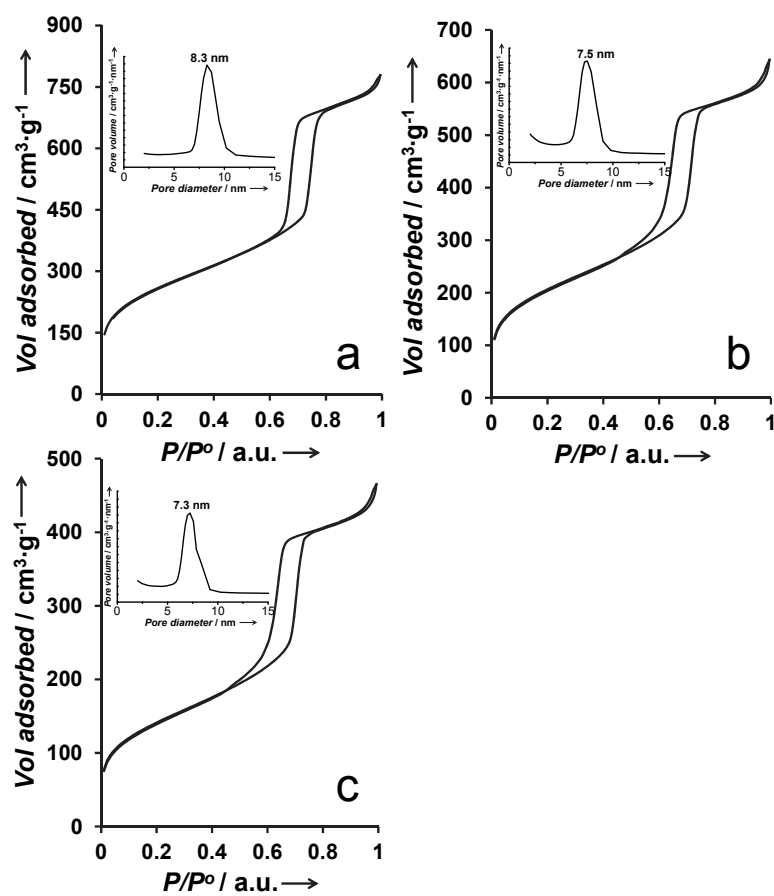 900
750
600
450
300
150
0
Vol adsorbed / cm³·g⁻¹
8.3 nm
Pore volume / cm³·g⁻¹·nm⁻¹
0 5 10 15
Pore diameter / nm
a
0 0.2 0.4 0.6 0.8 1
P/Pᵒ / a.u.
700
600
500
400
300
200
100
0
Vol adsorbed / cm³·g⁻¹
7.5 nm
Pore volume / cm³·g⁻¹·nm⁻¹
0 5 10 15
Pore diameter / nm
b
0 0.2 0.4 0.6 0.8 1
P/Pᵒ / a.u.
500
400
300
200
100
0
Vol adsorbed / cm³·g⁻¹
7.3 nm
Pore volume / cm³·g⁻¹·nm⁻¹
0 5 10 15
Pore diameter / nm
c
0 0.2 0.4 0.6 0.8 1
P/Pᵒ / a.u.